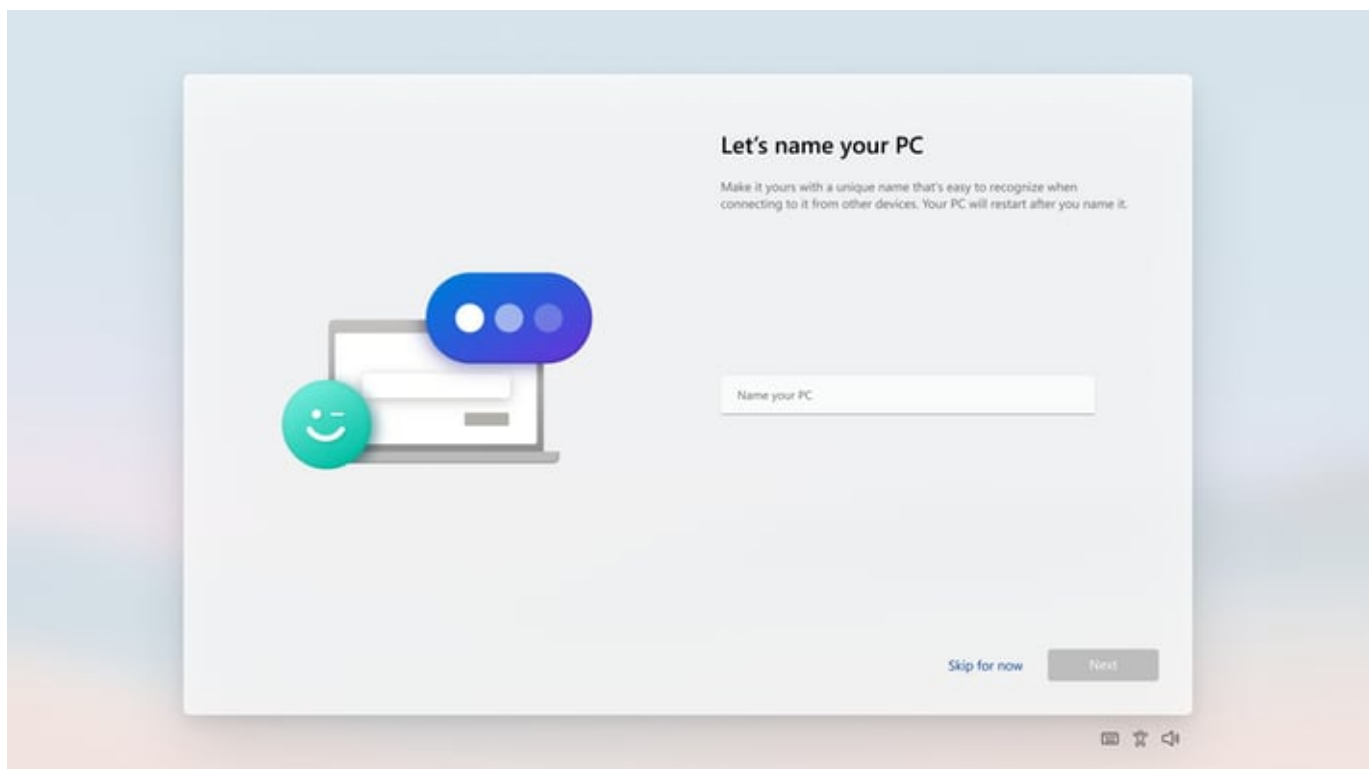 Let's name your PC
Make it yours with a unique name that's easy to recognize when
connecting to it from other devices. Your PC will restart after you name it.
Name your PC
Skip for now
Next